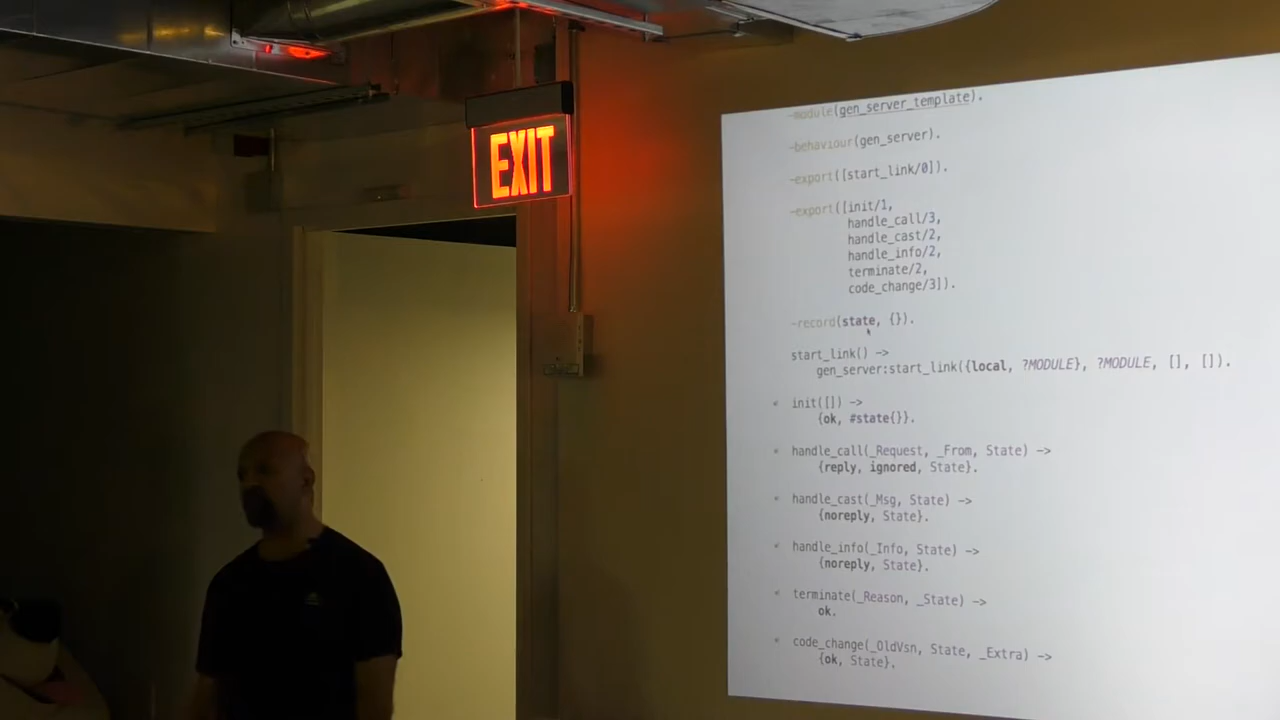 EXIT
-module(gen_server_template).
-behaviour(gen_server).
-export([start_link/0]).
-export([init/1,
handle_call/3,
handle_cast/2,
handle_info/2,
terminate/2,
code_change/3]).
-record(state, {}).
start_link() ->
gen_server:start_link({local, ?MODULE}, ?MODULE, [], []).
init([]) ->
{ok, #state{}}.
handle_call(_Request, _From, State) ->
{reply, ignored, State}.
handle_cast(_Msg, State) ->
{noreply, State}.
handle_info(_Info, State) ->
{noreply, State}.
terminate(_Reason, _State) ->
ok.
code_change(_OldVsn, State, _Extra) ->
{ok, State}.